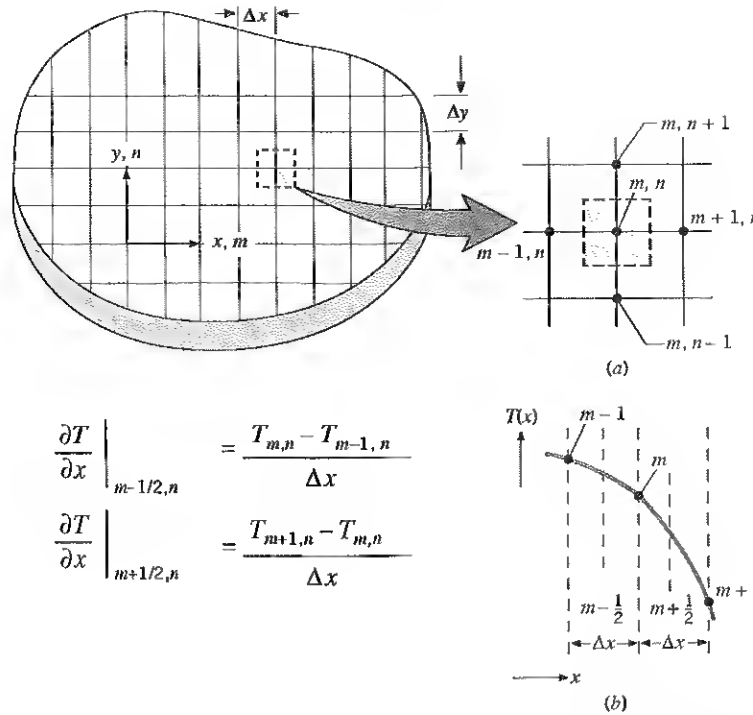 Δx
Δy
y, n
x, m
m, n + 1
m, n
m + 1, n
m − 1, n
m, n − 1
(a)
∂T/∂x |m−1/2,n = (Tm,n − Tm−1, n)/Δx
∂T/∂x |m+1/2,n = (Tm+1,n − Tm,n)/Δx
T(x)
m − 1
m
m +
m − 1/2
m + 1/2
Δx
Δx
x
(b)